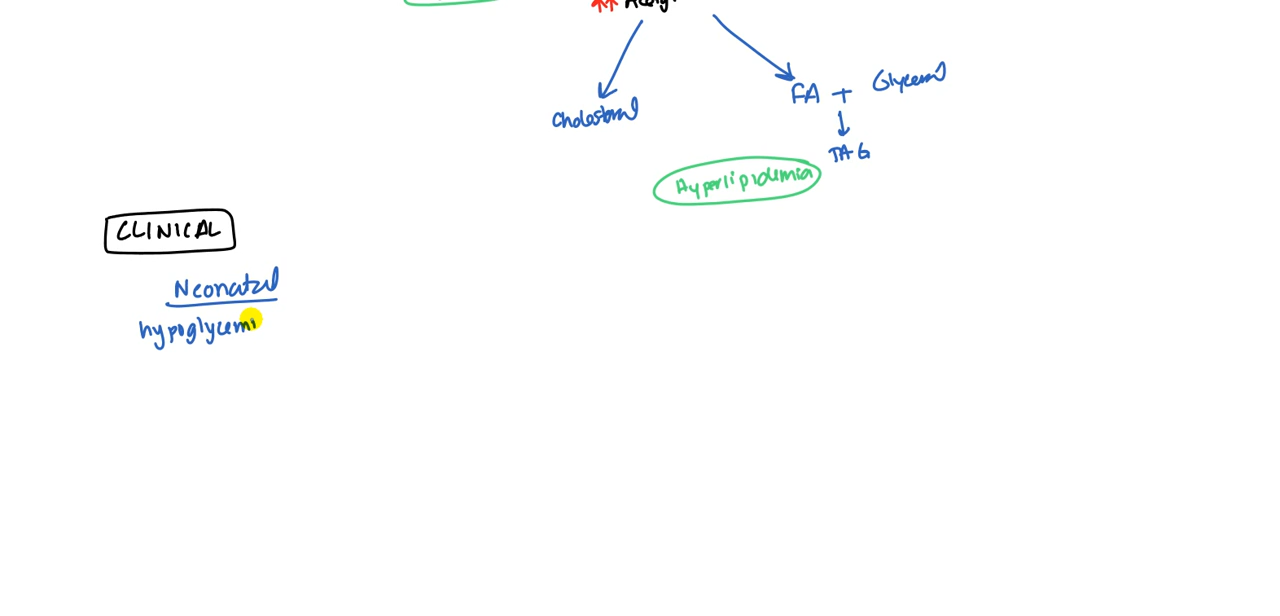 FA + Glycerol
Cholesterol
TAG
Hyperlipidemia
CLINICAL
Neonatal
hypoglycemi